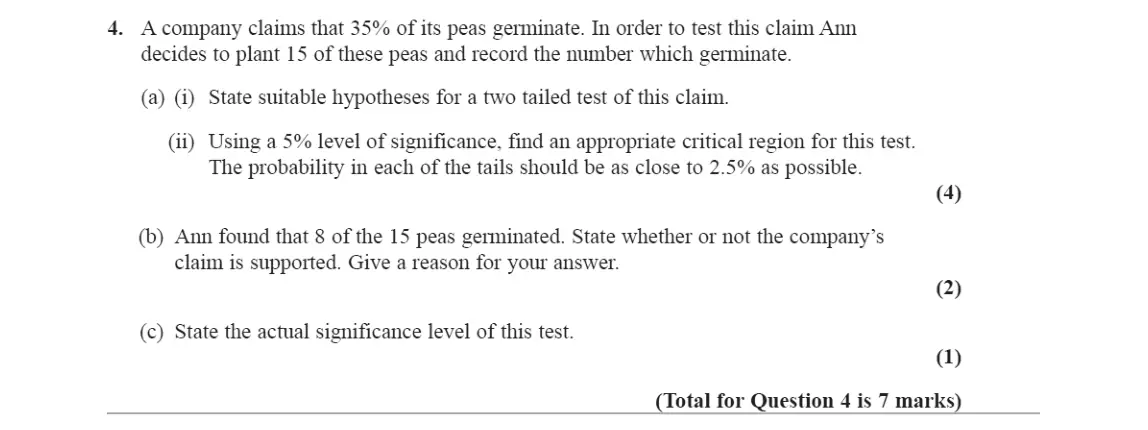 4. A company claims that 35% of its peas germinate. In order to test this claim Ann
decides to plant 15 of these peas and record the number which germinate.
(a) (i) State suitable hypotheses for a two tailed test of this claim.
(ii) Using a 5% level of significance, find an appropriate critical region for this test.
The probability in each of the tails should be as close to 2.5% as possible.
(4)
(b) Ann found that 8 of the 15 peas germinated. State whether or not the company’s
claim is supported. Give a reason for your answer.
(2)
(c) State the actual significance level of this test.
(1)
(Total for Question 4 is 7 marks)